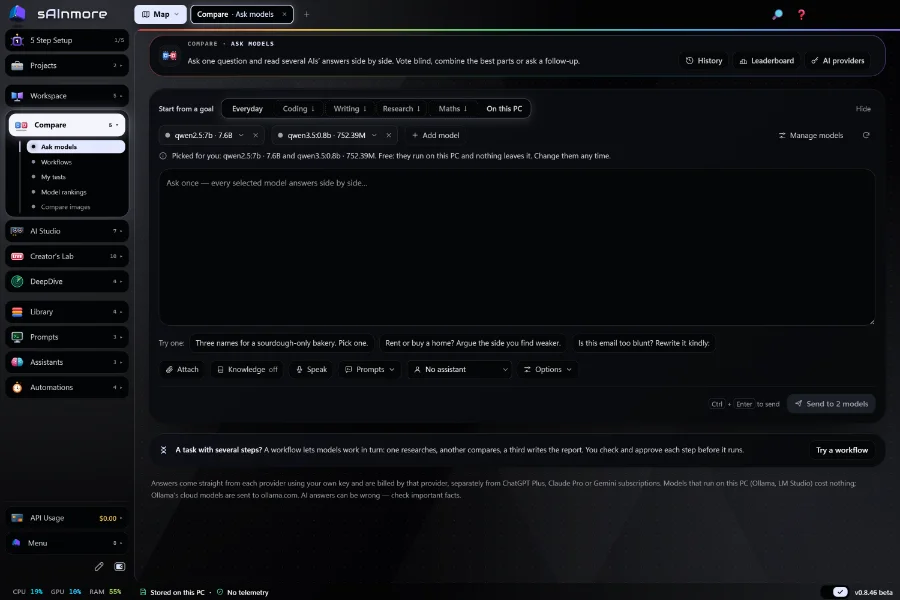 sAInmore
Map
Compare · Ask models
5 Step Setup 1/5
Projects 2
Workspace 5
Compare 5
Ask models
Workflows
My tests
Model rankings
Compare images
AI Studio 7
Creator's Lab 10
DeepDive
Library
Prompts
Assistants
Automations
API Usage $0.00
Menu
CPU 19% GPU 10% RAM 55%
COMPARE · ASK MODELS
Ask one question and read several AIs' answers side by side. Vote blind, combine the best parts or ask a follow-up.
History
Leaderboard
AI providers
Start from a goal
Everyday
Coding ↓
Writing ↓
Research ↓
Maths ↓
On this PC
Hide
qwen2.5:7b · 7.6B
qwen3.5:0.8b · 752.39M
+ Add model
Manage models
Picked for you: qwen2.5:7b · 7.6B and qwen3.5:0.8b · 752.39M. Free: they run on this PC and nothing leaves it. Change them any time.
Ask once — every selected model answers side by side...
Try one:
Three names for a sourdough-only bakery. Pick one.
Rent or buy a home? Argue the side you find weaker.
Is this email too blunt? Rewrite it kindly:
Attach
Knowledge off
Speak
Prompts
No assistant
Options
Ctrl + Enter to send
Send to 2 models
A task with several steps? A workflow lets models work in turn: one researches, another compares, a third writes the report. You check and approve each step before it runs.
Try a workflow
Answers come straight from each provider using your own key and are billed by that provider, separately from ChatGPT Plus, Claude Pro or Gemini subscriptions. Models that run on this PC (Ollama, LM Studio) cost nothing;
Ollama's cloud models are sent to ollama.com. AI answers can be wrong — check important facts.
Stored on this PC · No telemetry
v0.8.46 beta